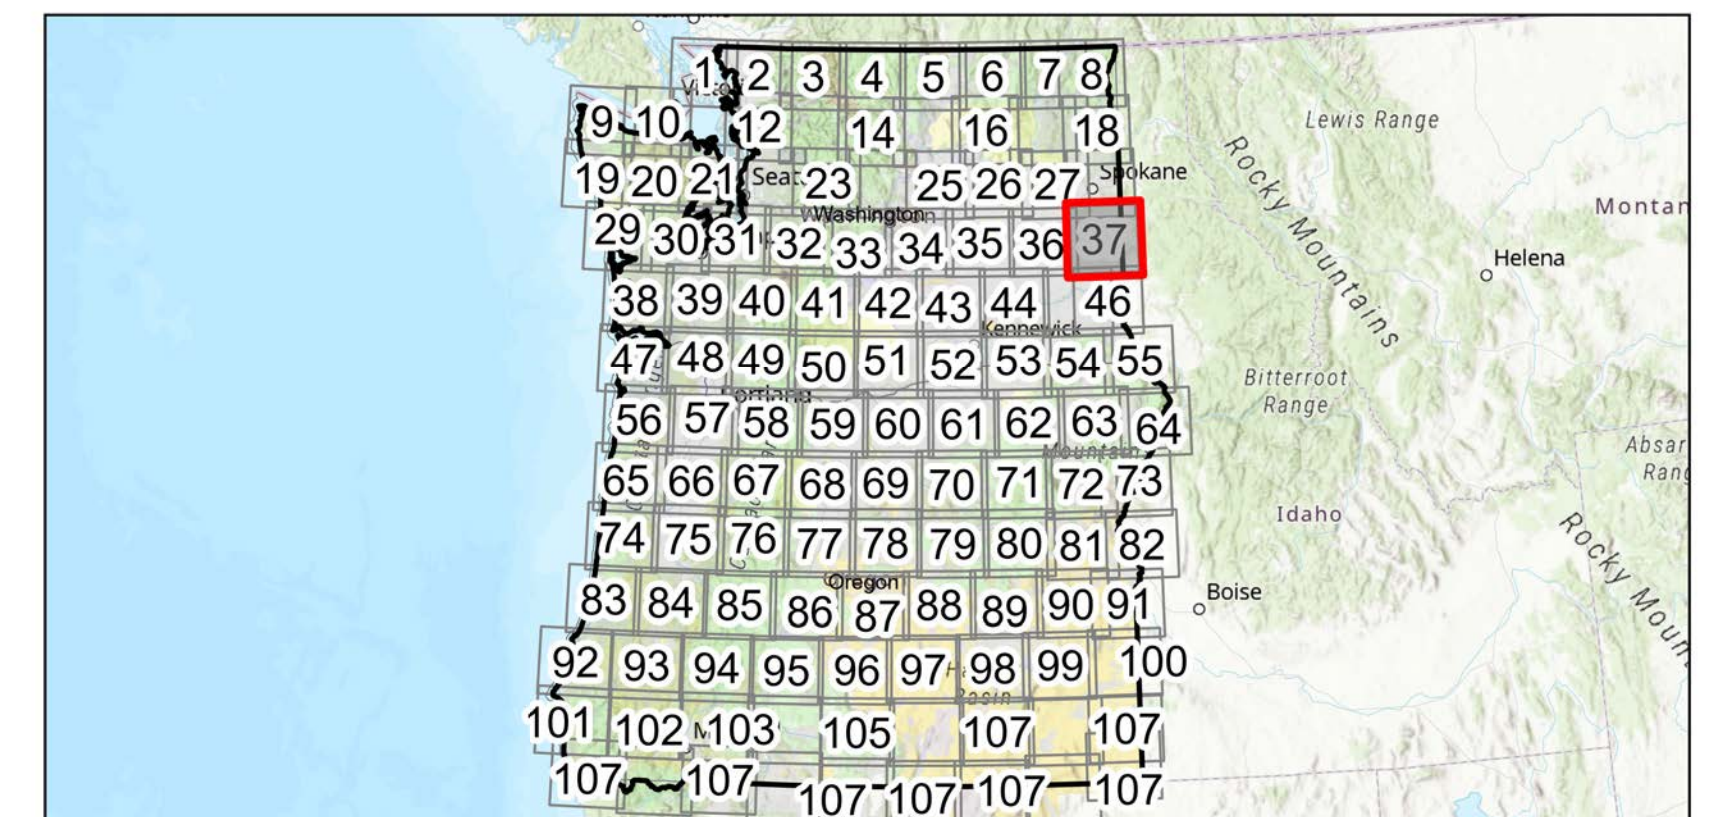 1 2 3 4 5 6 7 8
9 10 12 14 16 18
Lewis Range
19 20 21 23 25 26 27
Spokane
Rocky Mountains
Washington
Montan
29 30 31 32 33 34 35 36 37
Helena
38 39 40 41 42 43 44 46
Kennewick
47 48 49 50 51 52 53 54 55
Portland
Bitterroot
Range
56 57 58 59 60 61 62 63 64
Mountain
Absar
Rang
65 66 67 68 69 70 71 72 73
Idaho
Rocky Moun
74 75 76 77 78 79 80 81 82
Oregon
83 84 85 86 87 88 89 90 91
Boise
92 93 94 95 96 97 98 99 100
Basin
101 102 103 105 107 107
107 107 107 107 107 107